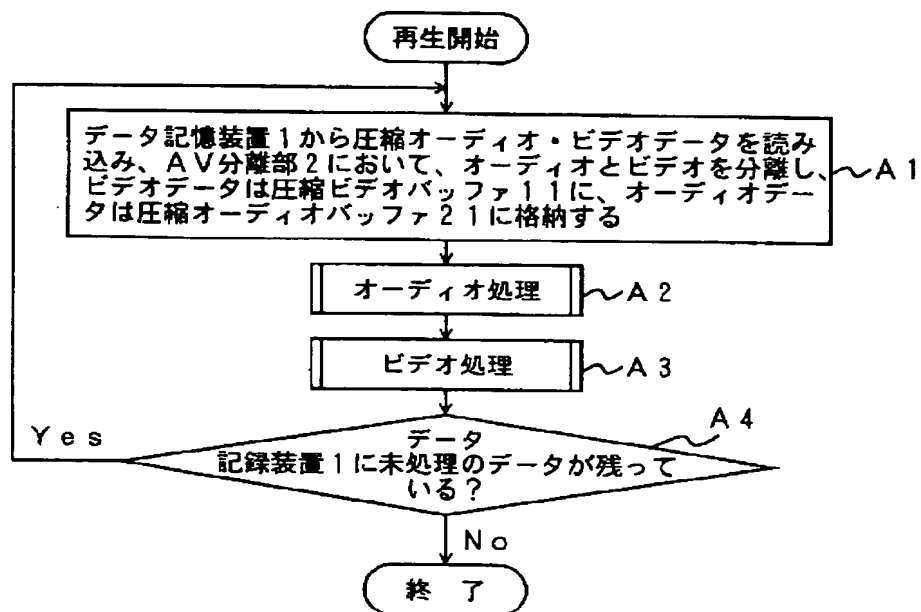 再生開始
データ記憶装置1から圧縮オーディオ・ビデオデータを読み
込み、AV分離部2において、オーディオとビデオを分離し、
ビデオデータは圧縮ビデオバッファ11に、オーディオデー
タは圧縮オーディオバッファ21に格納する
A1
オーディオ処理
A2
ビデオ処理
A3
A4
Yes
データ
記録装置1に未処理のデータが残って
いる?
No
終 了